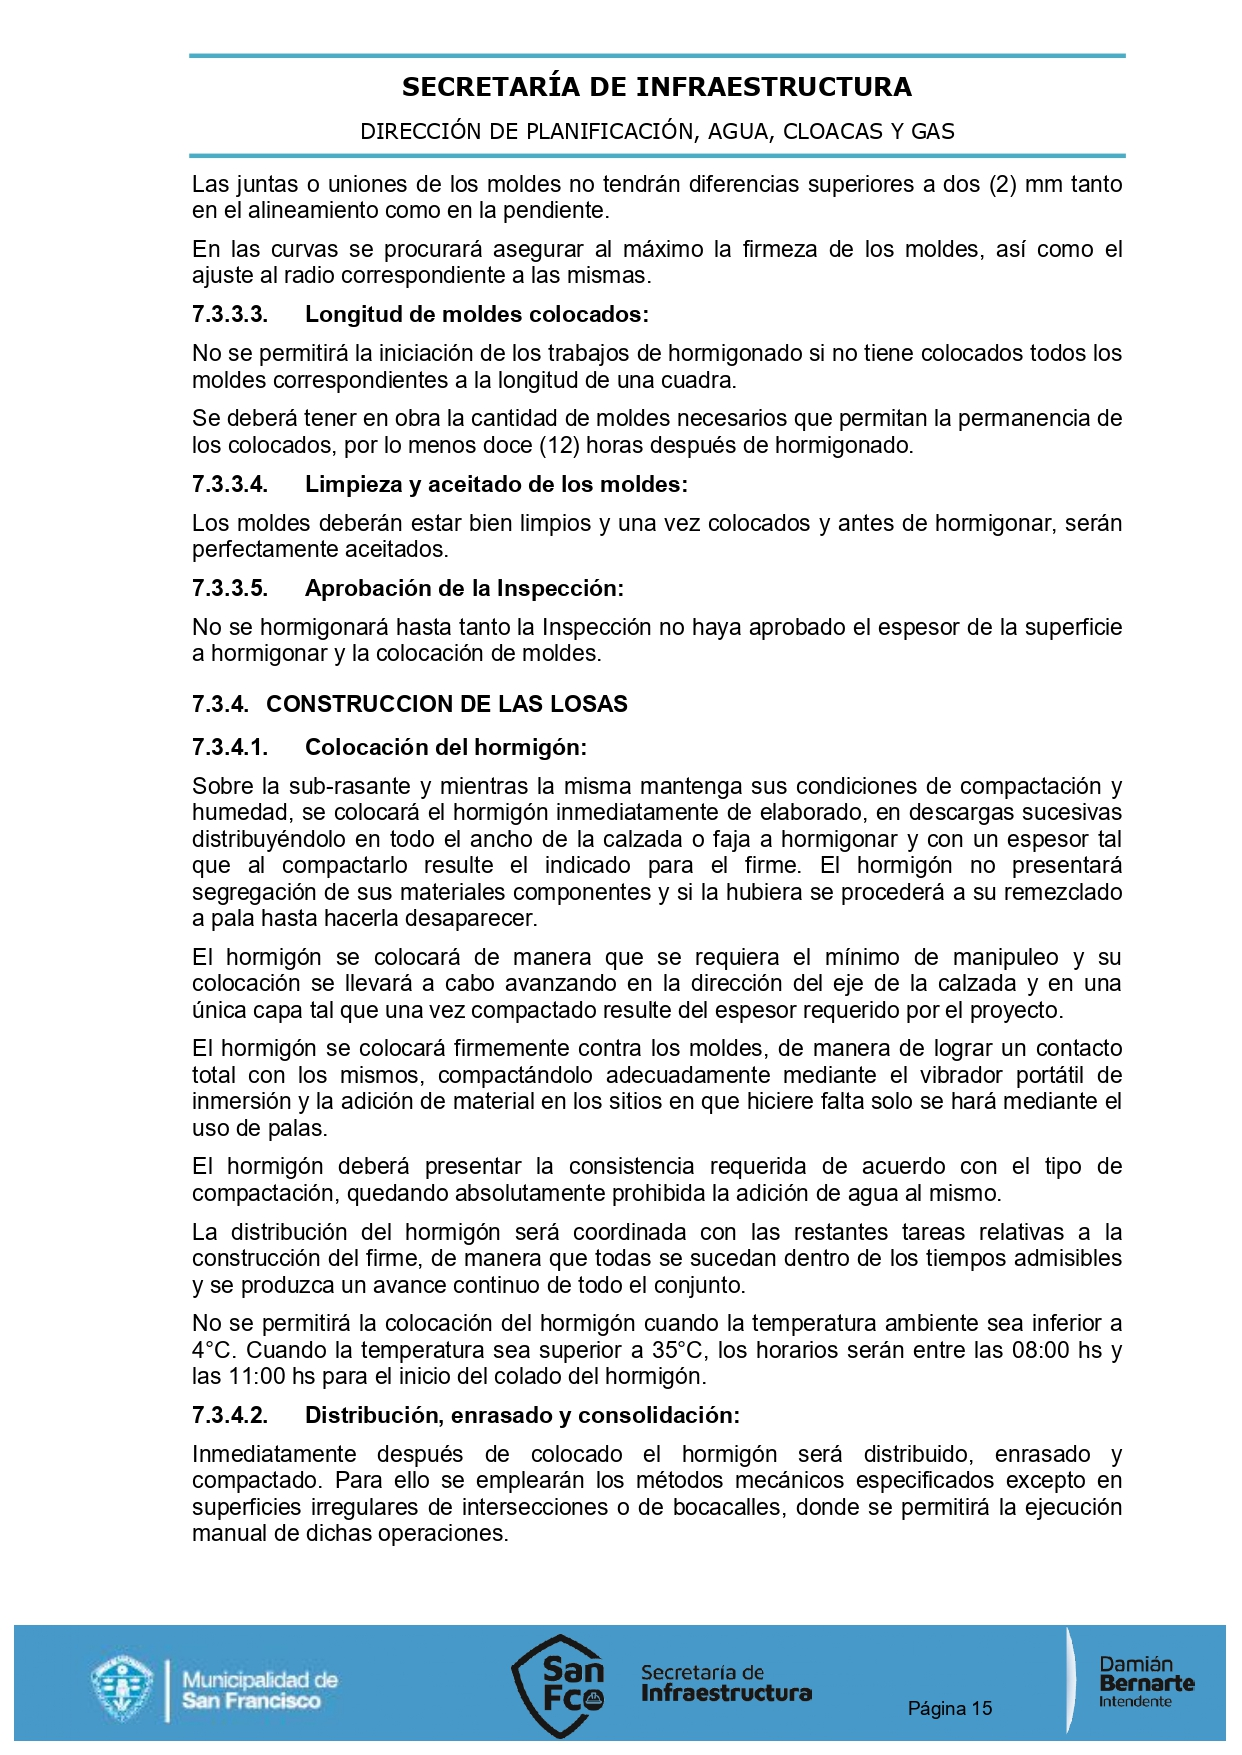 SECRETARÍA DE INFRAESTRUCTURA
DIRECCIÓN DE PLANIFICACIÓN, AGUA, CLOACAS Y GAS
Las juntas o uniones de los moldes no tendrán diferencias superiores a dos (2) mm tanto
en el alineamiento como en la pendiente.
En las curvas se procurará asegurar al máximo la firmeza de los moldes, así como el
ajuste al radio correspondiente a las mismas.
7.3.3.3. Longitud de moldes colocados:
No se permitirá la iniciación de los trabajos de hormigonado si no tiene colocados todos los
moldes correspondientes a la longitud de una cuadra.
Se deberá tener en obra la cantidad de moldes necesarios que permitan la permanencia de
los colocados, por lo menos doce (12) horas después de hormigonado.
7.3.3.4. Limpieza y aceitado de los moldes:
Los moldes deberán estar bien limpios y una vez colocados y antes de hormigonar, serán
perfectamente aceitados.
7.3.3.5. Aprobación de la Inspección:
No se hormigonará hasta tanto la Inspección no haya aprobado el espesor de la superficie
a hormigonar y la colocación de moldes.
7.3.4. CONSTRUCCION DE LAS LOSAS
7.3.4.1. Colocación del hormigón:
Sobre la sub-rasante y mientras la misma mantenga sus condiciones de compactación y
humedad, se colocará el hormigón inmediatamente de elaborado, en descargas sucesivas
distribuyéndolo en todo el ancho de la calzada o faja a hormigonar y con un espesor tal
que al compactarlo resulte el indicado para el firme. El hormigón no presentará
segregación de sus materiales componentes y si la hubiera se procederá a su remezclado
a pala hasta hacerla desaparecer.
El hormigón se colocará de manera que se requiera el mínimo de manipuleo y su
colocación se llevará a cabo avanzando en la dirección del eje de la calzada y en una
única capa tal que una vez compactado resulte del espesor requerido por el proyecto.
El hormigón se colocará firmemente contra los moldes, de manera de lograr un contacto
total con los mismos, compactándolo adecuadamente mediante el vibrador portátil de
inmersión y la adición de material en los sitios en que hiciere falta solo se hará mediante el
uso de palas.
El hormigón deberá presentar la consistencia requerida de acuerdo con el tipo de
compactación, quedando absolutamente prohibida la adición de agua al mismo.
La distribución del hormigón será coordinada con las restantes tareas relativas a la
construcción del firme, de manera que todas se sucedan dentro de los tiempos admisibles
y se produzca un avance continuo de todo el conjunto.
No se permitirá la colocación del hormigón cuando la temperatura ambiente sea inferior a
4°C. Cuando la temperatura sea superior a 35°C, los horarios serán entre las 08:00 hs y
las 11:00 hs para el inicio del colado del hormigón.
7.3.4.2. Distribución, enrasado y consolidación:
Inmediatamente después de colocado el hormigón será distribuido, enrasado y
compactado. Para ello se emplearán los métodos mecánicos especificados excepto en
superficies irregulares de intersecciones o de bocacalles, donde se permitirá la ejecución
manual de dichas operaciones.
Municipalidad de
San Francisco
San
Fco
Secretaría de
Infraestructura
Página 15
Damián
Bernarte
Intendente